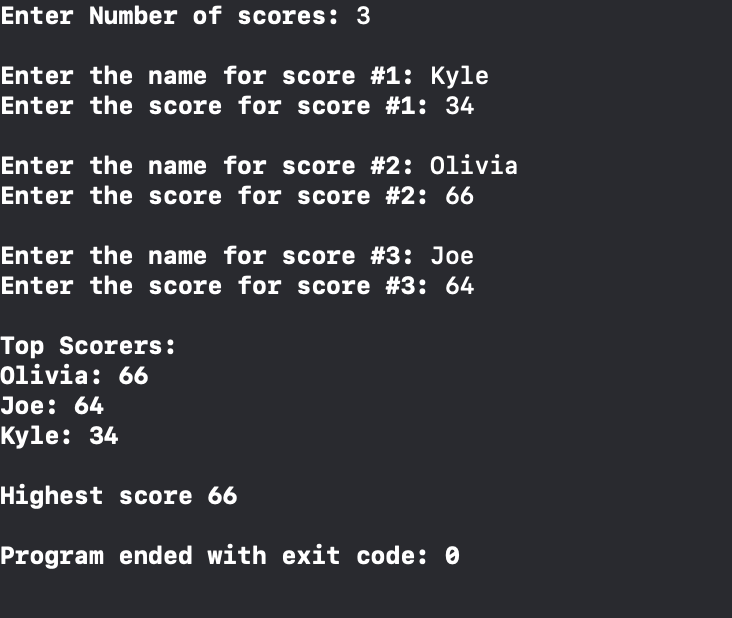 Enter Number of scores: 3
Enter the name for score #1: Kyle
Enter the score for score #1: 34
Enter the name for score #2: Olivia
Enter the score for score #2: 66
Enter the name for score #3: Joe
Enter the score for score #3: 64
Top Scorers:
Olivia: 66
Joe: 64
Kyle: 34
Highest score 66
Program ended with exit code: 0